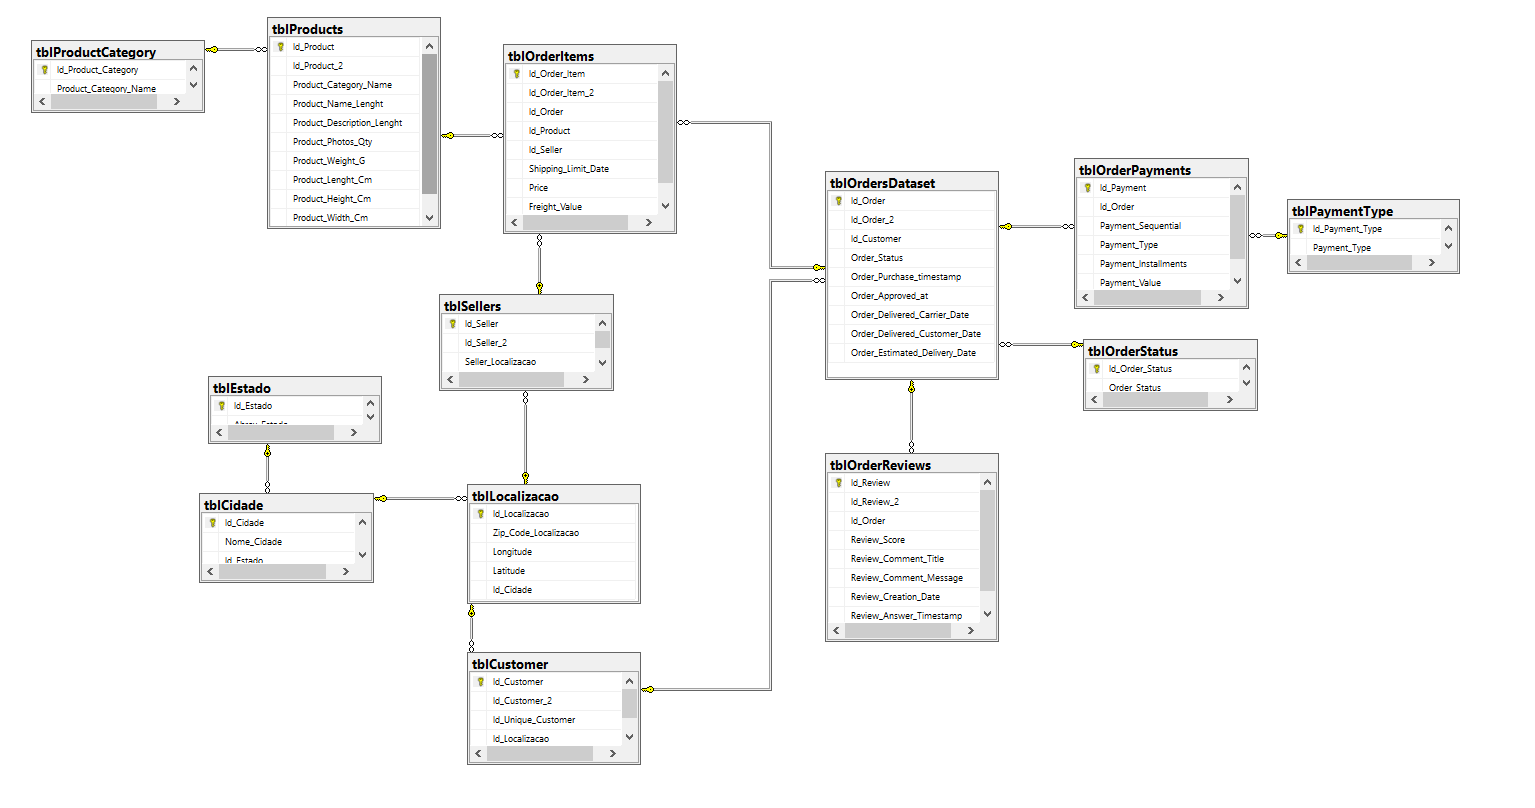 tblProductCategory
Id_Product_Category
Product_Category_Name
tblProducts
Id_Product
Id_Product_2
Product_Category_Name
Product_Name_Lenght
Product_Description_Lenght
Product_Photos_Qty
Product_Weight_G
Product_Lenght_Cm
Product_Height_Cm
Product_Width_Cm
tblOrderItems
Id_Order_Item
Id_Order_Item_2
Id_Order
Id_Product
Id_Seller
Shipping_Limit_Date
Price
Freight_Value
tblOrdersDataset
Id_Order
Id_Order_2
Id_Customer
Order_Status
Order_Purchase_timestamp
Order_Approved_at
Order_Delivered_Carrier_Date
Order_Delivered_Customer_Date
Order_Estimated_Delivery_Date
tblOrderPayments
Id_Payment
Id_Order
Payment_Sequential
Payment_Type
Payment_Installments
Payment_Value
tblPaymentType
Id_Payment_Type
Payment_Type
tblOrderStatus
Id_Order_Status
Order_Status
tblSellers
Id_Seller
Id_Seller_2
Seller_Localizacao
tblEstado
Id_Estado
tblCidade
Id_Cidade
Nome_Cidade
Id_Estado
tblLocalizacao
Id_Localizacao
Zip_Code_Localizacao
Longitude
Latitude
Id_Cidade
tblOrderReviews
Id_Review
Id_Review_2
Id_Order
Review_Score
Review_Comment_Title
Review_Comment_Message
Review_Creation_Date
Review_Answer_Timestamp
tblCustomer
Id_Customer
Id_Customer_2
Id_Unique_Customer
Id_Localizacao